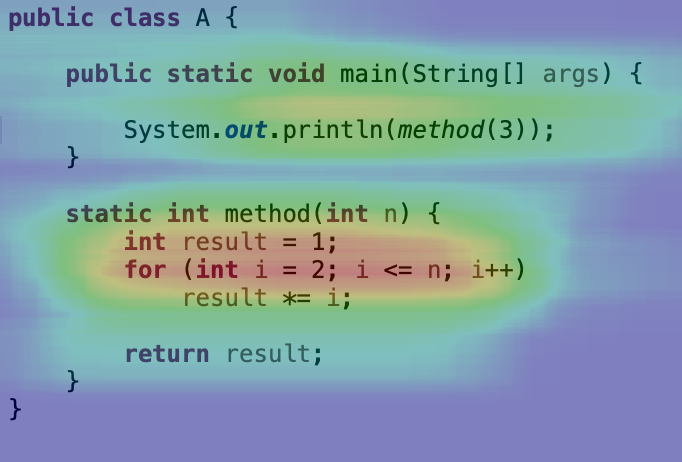 public class A {
public static void main(String[] args) {
System.out.println(method(3));
}
static int method(int n) {
int result = 1;
for (int i = 2; i <= n; i++)
result *= i;
return result;
}
}